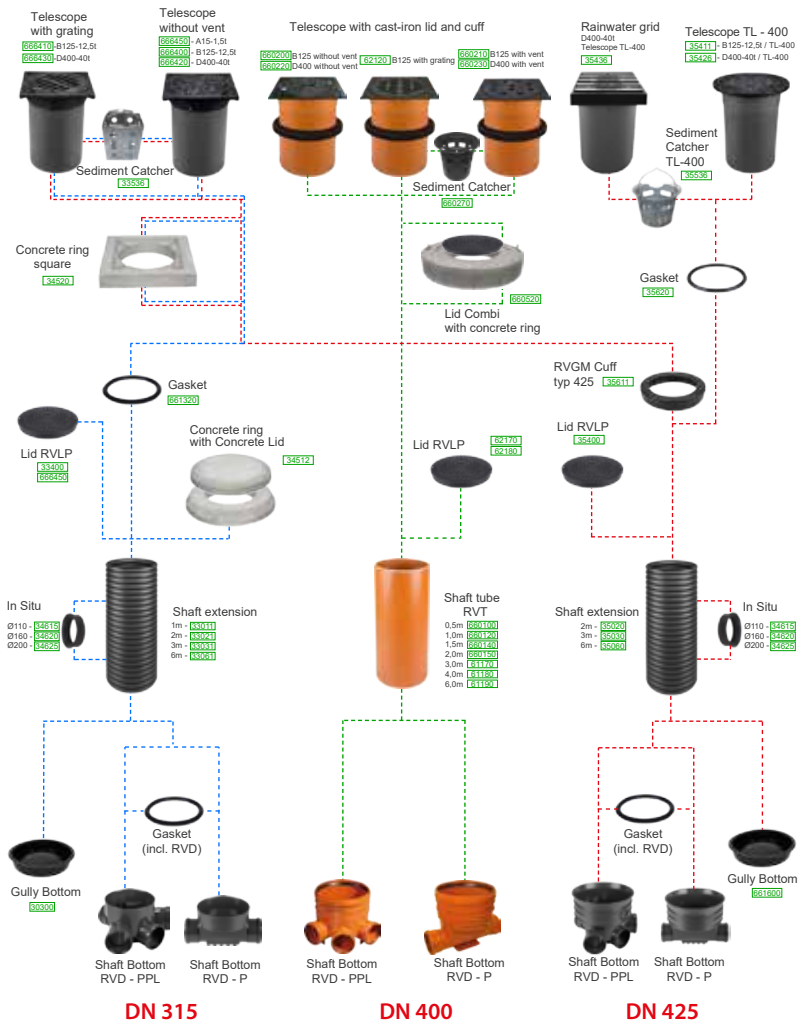 Telescope
with grating
666410 -B125-12,5t
666430 -D400-40t
Telescope
without vent
666450 - A15-1,5t
666400 - B125-12,5t
666420 - D400-40t
Telescope with cast-iron lid and cuff
660200 B125 without vent
660220 D400 without vent
62120 B125 with grating
660210 B125 with vent
660230 D400 with vent
Rainwater grid
D400-40t
Telescope TL-400
35436
Telescope TL - 400
35411 - B125-12,5t / TL-400
35426 - D400-40t / TL-400
Sediment Catcher
33536
Sediment Catcher
660270
Sediment
Catcher
TL-400
35536
Concrete ring
square
34520
660520
Lid Combi
with concrete ring
Gasket
35620
Gasket
661320
RVGM Cuff
typ 425 35611
Lid RVLP
33400
666450
Concrete ring
with Concrete Lid
34512
Lid RVLP
62170
62180
Lid RVLP
35400
In Situ
Ø110 - 34615
Ø160 - 34620
Ø200 - 34625
Shaft extension
1m - 33011
2m - 33021
3m - 33031
6m - 33061
Shaft tube
RVT
0,5m 660100
1,0m 660120
1,5m 660140
2,0m 660150
3,0m 61170
4,0m 61180
6,0m 61190
Shaft extension
2m - 35020
3m - 35030
6m - 35060
In Situ
Ø110 - 34615
Ø160 - 34620
Ø200 - 34625
Gasket
(incl. RVD)
Gasket
(incl. RVD)
Gully Bottom
30300
Gully Bottom
661600
Shaft Bottom
RVD - PPL
Shaft Bottom
RVD - P
Shaft Bottom
RVD - PPL
Shaft Bottom
RVD - P
Shaft Bottom
RVD - PPL
Shaft Bottom
RVD - P
DN 315
DN 400
DN 425